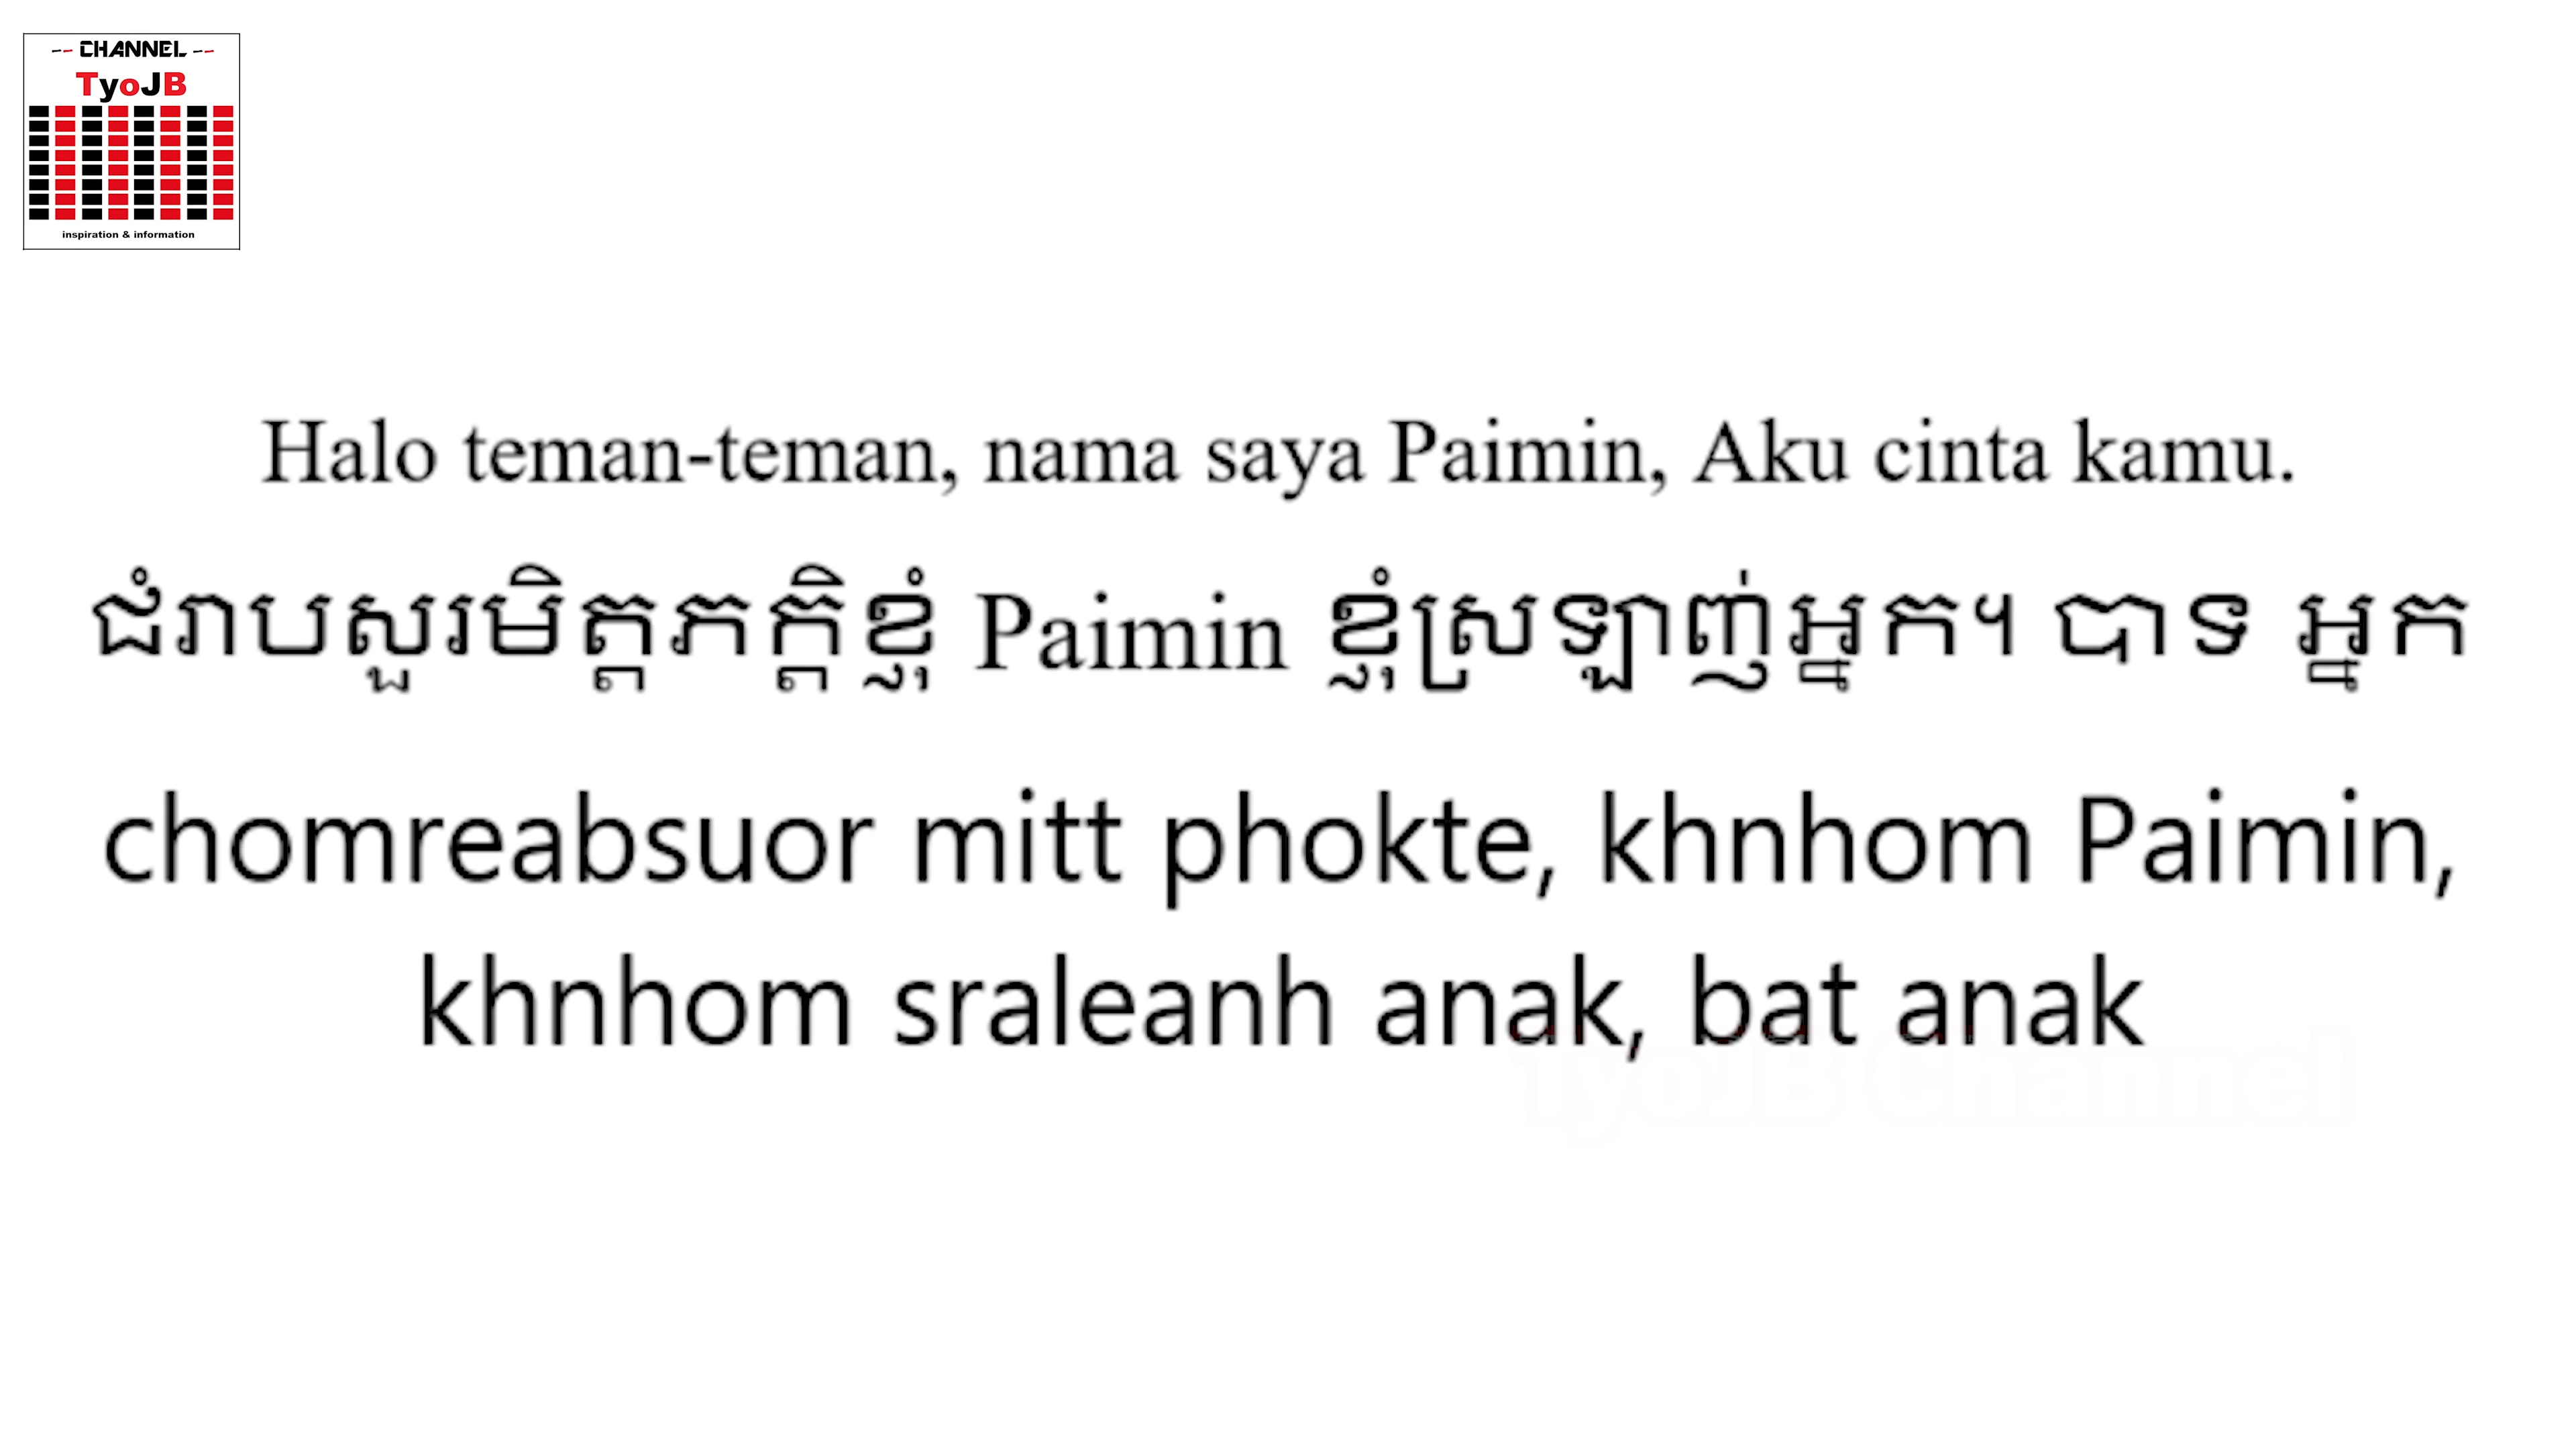 -- CHANNEL --
TyoJB
inspiration & information
Halo teman-teman, nama saya Paimin, Aku cinta kamu.
ជំរាបសួរមិត្តភក្តិខ្ញុំ Paimin ខ្ញុំស្រឡាញ់អ្នក។ បាទ អ្នក
chomreabsuor mitt phokte, khnhom Paimin,
khnhom sraleanh anak, bat anak
TyoJB Channel